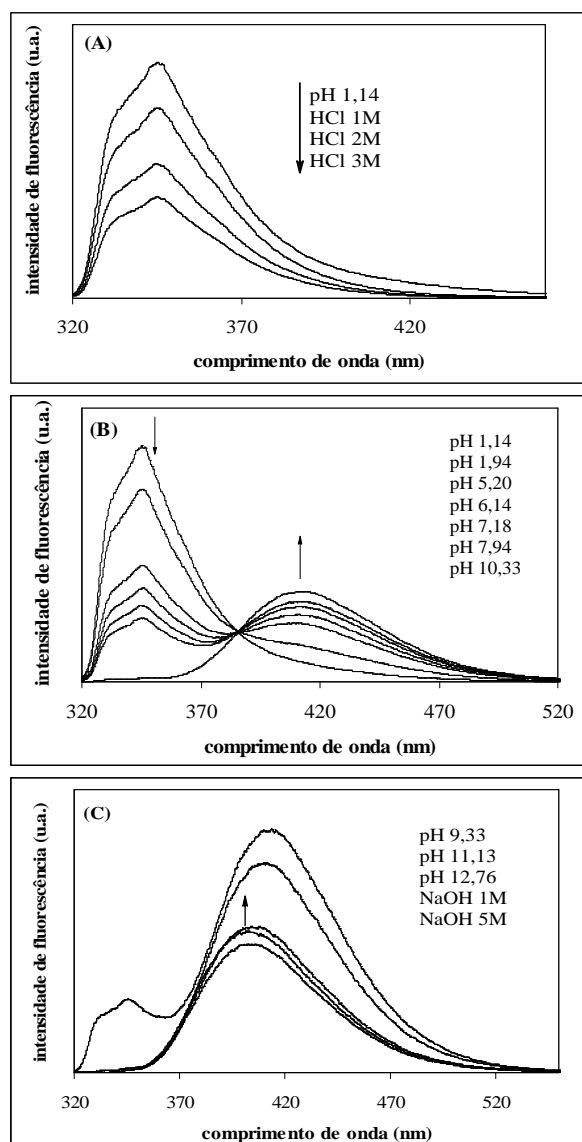 (A)
intensidade de fluorescência (u.a.)
pH 1,14
HCl 1M
HCl 2M
HCl 3M
320
370
420
comprimento de onda (nm)
(B)
intensidade de fluorescência (u.a.)
pH 1,14
pH 1,94
pH 5,20
pH 6,14
pH 7,18
pH 7,94
pH 10,33
320
370
420
470
520
comprimento de onda (nm)
(C)
intensidade de fluorescência (u.a.)
pH 9,33
pH 11,13
pH 12,76
NaOH 1M
NaOH 5M
320
370
420
470
520
comprimento de onda (nm)